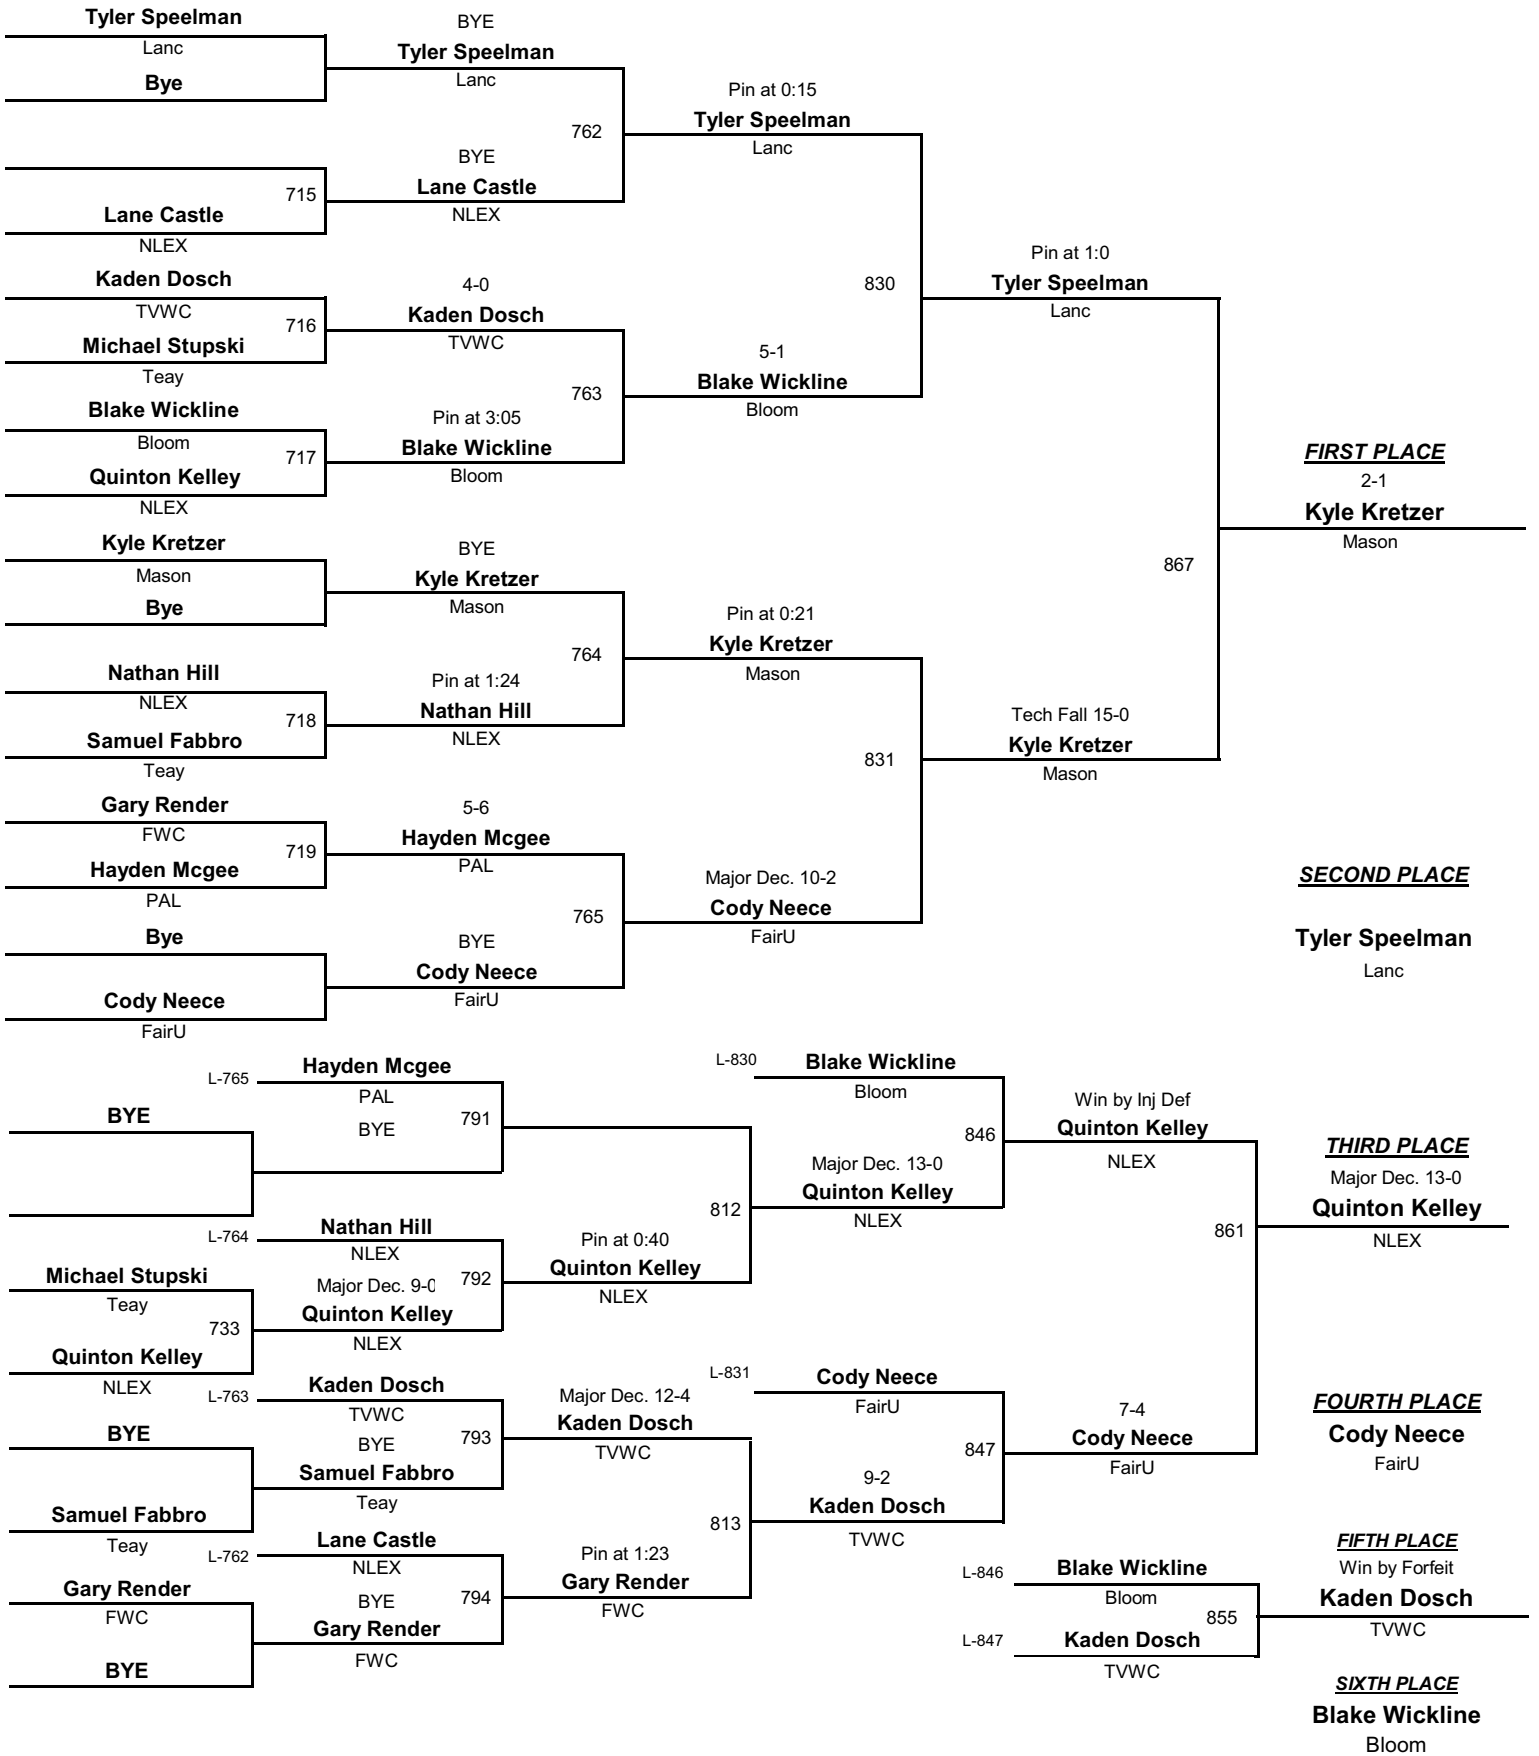 Tyler Speelman
Lanc
Bye
715
Lane Castle
NLEX
Kaden Dosch
TVWC
716
Michael Stupski
Teay
Blake Wickline
Bloom
717
Quinton Kelley
NLEX
Kyle Kretzer
Mason
Bye
Nathan Hill
NLEX
718
Samuel Fabbro
Teay
Gary Render
FWC
719
Hayden Mcgee
PAL
Bye
Cody Neece
FairU
BYE
Tyler Speelman
Lanc
762
BYE
Lane Castle
NLEX
4-0
Kaden Dosch
TVWC
763
Pin at 3:05
Blake Wickline
Bloom
BYE
Kyle Kretzer
Mason
764
Pin at 1:24
Nathan Hill
NLEX
5-6
Hayden Mcgee
PAL
765
BYE
Cody Neece
FairU
Pin at 0:15
Tyler Speelman
Lanc
830
5-1
Blake Wickline
Bloom
Pin at 0:21
Kyle Kretzer
Mason
831
Major Dec. 10-2
Cody Neece
FairU
Pin at 1:0
Tyler Speelman
Lanc
867
Tech Fall 15-0
Kyle Kretzer
Mason
FIRST PLACE
2-1
Kyle Kretzer
Mason
SECOND PLACE
Tyler Speelman
Lanc
L-765
BYE
L-764
Michael Stupski
Teay
733
Quinton Kelley
NLEX
L-763
BYE
Samuel Fabbro
Teay
L-762
Gary Render
FWC
BYE
Hayden Mcgee
PAL
791
BYE
Nathan Hill
NLEX
792
Major Dec. 9-0
Quinton Kelley
NLEX
Kaden Dosch
TVWC
793
BYE
Samuel Fabbro
Teay
Lane Castle
NLEX
794
BYE
Gary Render
FWC
812
Pin at 0:40
Quinton Kelley
NLEX
Major Dec. 12-4
Kaden Dosch
TVWC
813
Pin at 1:23
Gary Render
FWC
L-830
Blake Wickline
Bloom
846
Major Dec. 13-0
Quinton Kelley
NLEX
L-831
Cody Neece
FairU
847
9-2
Kaden Dosch
TVWC
Win by Inj Def
Quinton Kelley
NLEX
861
7-4
Cody Neece
FairU
L-846
Blake Wickline
Bloom
855
L-847
Kaden Dosch
TVWC
THIRD PLACE
Major Dec. 13-0
Quinton Kelley
NLEX
FOURTH PLACE
Cody Neece
FairU
FIFTH PLACE
Win by Forfeit
Kaden Dosch
TVWC
SIXTH PLACE
Blake Wickline
Bloom